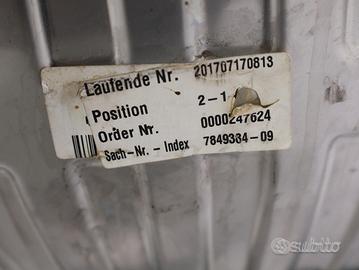 Laufende Nr. 201707170813
Position 2-1
Order Nr. 0000247624
Sach-Nr.-Index 7849384-09
subito